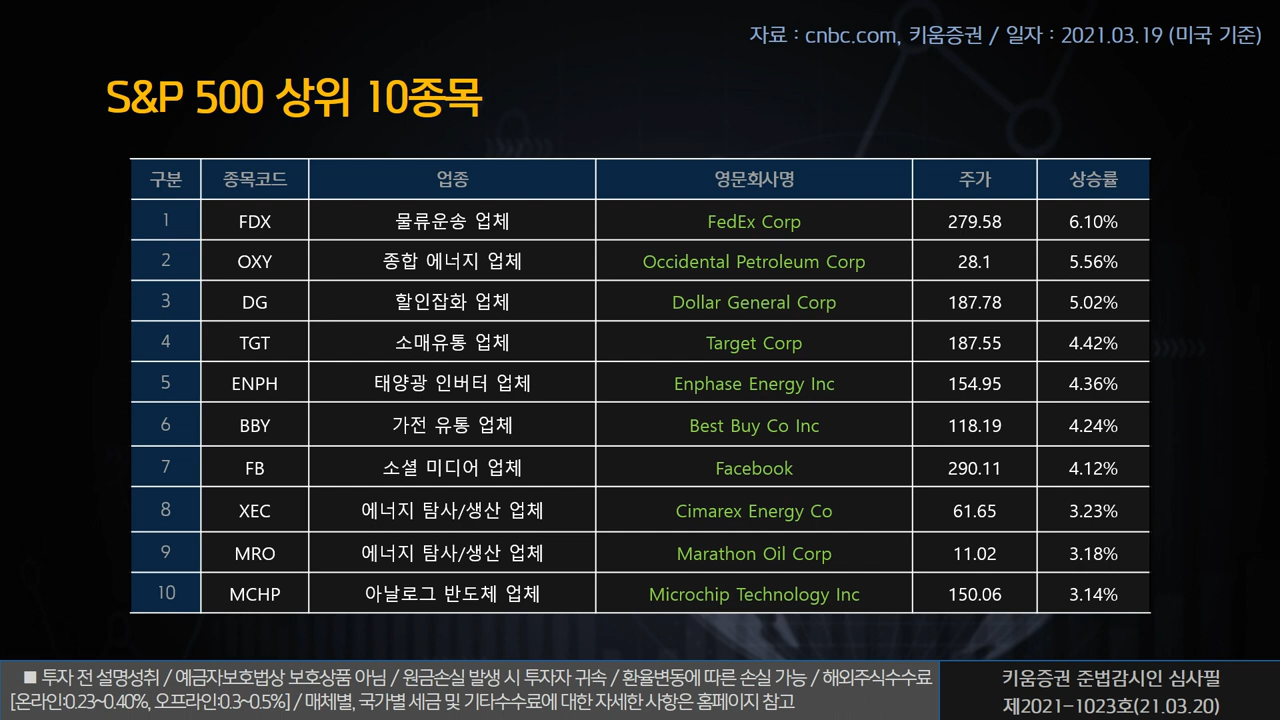 자료 : cnbc.com, 키움증권 / 일자 : 2021.03.19 (미국 기준)
S&P 500 상위 10종목
구분 종목코드 업종 영문회사명 주가 상승률
1 FDX 물류운송 업체 FedEx Corp 279.58 6.10%
2 OXY 종합 에너지 업체 Occidental Petroleum Corp 28.1 5.56%
3 DG 할인잡화 업체 Dollar General Corp 187.78 5.02%
4 TGT 소매유통 업체 Target Corp 187.55 4.42%
5 ENPH 태양광 인버터 업체 Enphase Energy Inc 154.95 4.36%
6 BBY 가전 유통 업체 Best Buy Co Inc 118.19 4.24%
7 FB 소셜 미디어 업체 Facebook 290.11 4.12%
8 XEC 에너지 탐사/생산 업체 Cimarex Energy Co 61.65 3.23%
9 MRO 에너지 탐사/생산 업체 Marathon Oil Corp 11.02 3.18%
10 MCHP 아날로그 반도체 업체 Microchip Technology Inc 150.06 3.14%
■ 투자 전 설명성취 / 예금자보호법상 보호상품 아님 / 원금손실 발생 시 투자자 귀속 / 환율변동에 따른 손실 가능 / 해외주식수수료
[온라인:0.23~0.40%, 오프라인:0.3~0.5%] / 매체별, 국가별 세금 및 기타수수료에 대한 자세한 사항은 홈페이지 참고
키움증권 준법감시인 심사필
제2021-1023호(21.03.20)